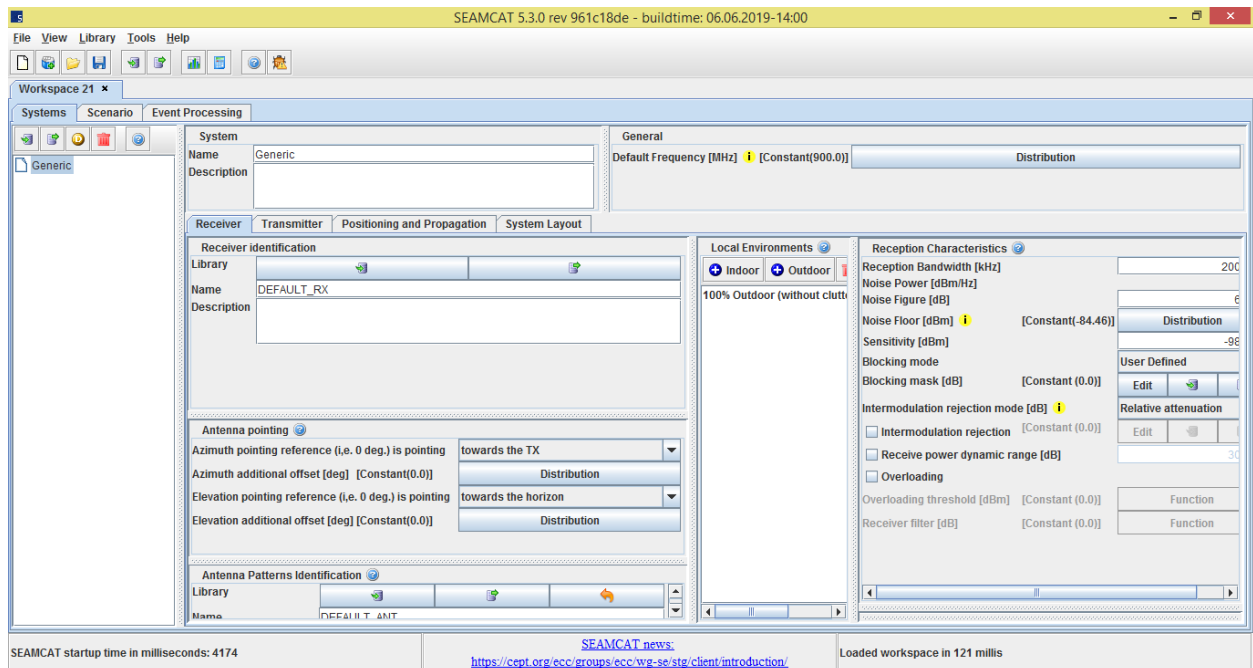 SEAMCAT 5.3.0 rev 961c18de - buildtime: 06.06.2019-14:00
File View Library Tools Help
Workspace 21
Systems Scenario Event Processing
Generic
System
Name Generic
Description
General
Default Frequency [MHz] i [Constant(900.0)] Distribution
Receiver Transmitter Positioning and Propagation System Layout
Receiver identification
Library
Name DEFAULT_RX
Description
Antenna pointing
Azimuth pointing reference (i,e. 0 deg.) is pointing towards the TX
Azimuth additional offset [deg] [Constant(0.0)] Distribution
Elevation pointing reference (i,e. 0 deg.) is pointing towards the horizon
Elevation additional offset [deg] [Constant(0.0)] Distribution
Antenna Patterns Identification
Library
Name DEFAULT_ANT
Local Environments
Indoor Outdoor
100% Outdoor (without clutte
Reception Characteristics
Reception Bandwidth [kHz] 200
Noise Power [dBm/Hz]
Noise Figure [dB] 6
Noise Floor [dBm] i [Constant(-84.46)] Distribution
Sensitivity [dBm] -98
Blocking mode User Defined
Blocking mask [dB] [Constant (0.0)] Edit
Intermodulation rejection mode [dB] i Relative attenuation
Intermodulation rejection [Constant (0.0)] Edit
Receive power dynamic range [dB] 30
Overloading
Overloading threshold [dBm] [Constant (0.0)] Function
Receiver filter [dB] [Constant (0.0)] Function
SEAMCAT startup time in milliseconds: 4174
SEAMCAT news:
https://cept.org/ecc/groups/ecc/wg-se/stg/client/introduction/
Loaded workspace in 121 millis